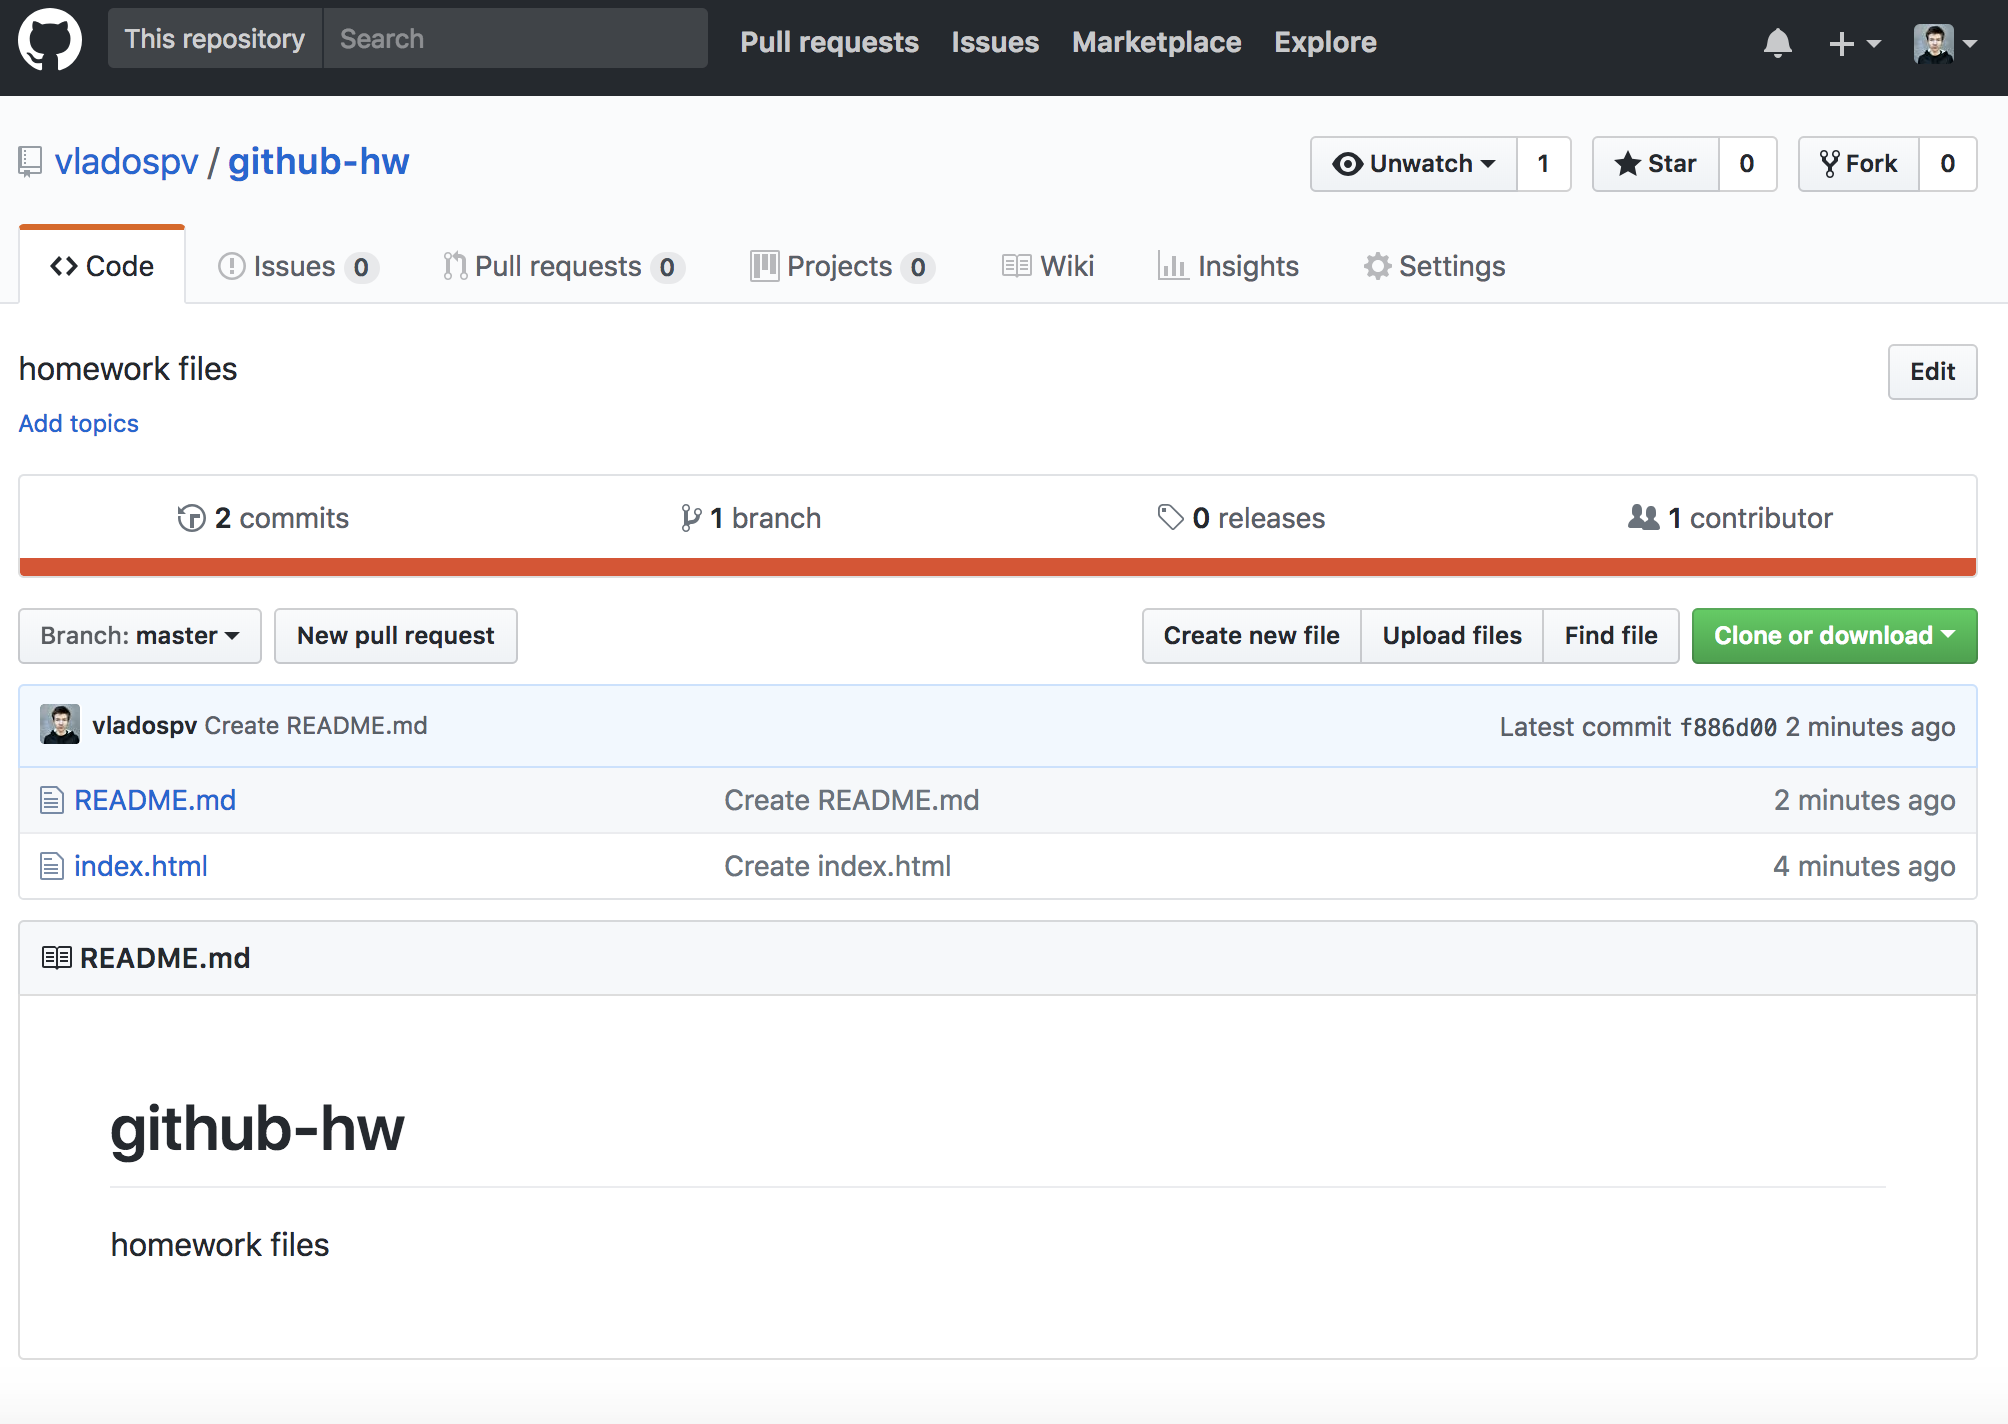 This repository Search Pull requests Issues Marketplace Explore
vladospv / github-hw Unwatch 1 Star 0 Fork 0
Code Issues 0 Pull requests 0 Projects 0 Wiki Insights Settings
homework files Edit
Add topics
2 commits 1 branch 0 releases 1 contributor
Branch: master New pull request Create new file Upload files Find file Clone or download
vladospv Create README.md Latest commit f886d00 2 minutes ago
README.md Create README.md 2 minutes ago
index.html Create index.html 4 minutes ago
README.md
github-hw
homework files